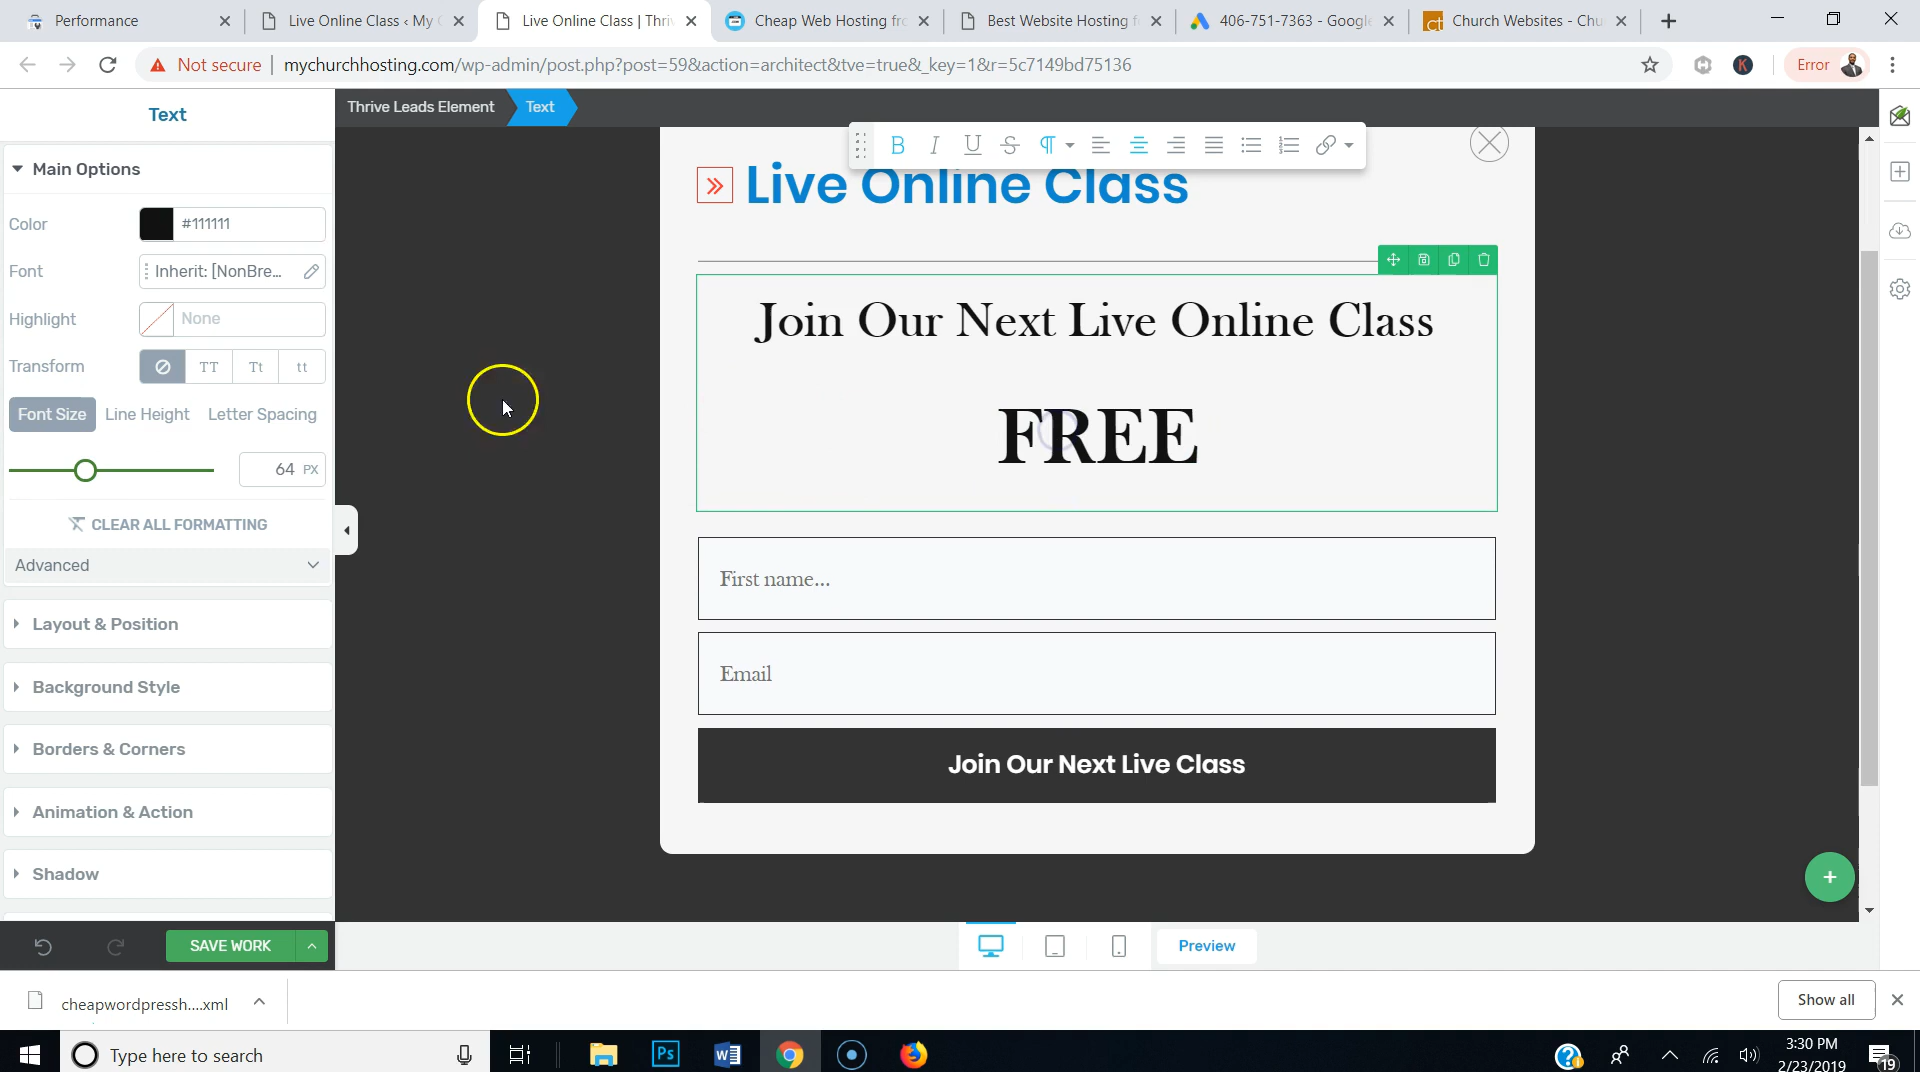 Performance
Live Online Class ‹ My C
Live Online Class | Thriv
Cheap Web Hosting fro
Best Website Hosting f
406-751-7363 - Google
Church Websites - Chu
Not secure
mychurchhosting.com/wp-admin/post.php?post=59&action=architect&tve=true&_key=1&r=5c7149bd75136
K
Error
Text
Thrive Leads Element
Text
Main Options
Color
#111111
Font
Inherit: [NonBre...
Highlight
None
Transform
TT
Tt
tt
Font Size
Line Height
Letter Spacing
64 PX
CLEAR ALL FORMATTING
Advanced
Layout & Position
Background Style
Borders & Corners
Animation & Action
Shadow
SAVE WORK
B I U S
Live Online Class
Join Our Next Live Online Class
FREE
First name...
Email
Join Our Next Live Class
Preview
cheapwordpressh....xml
Show all
Type here to search
Ps
3:30 PM
2/23/2019
19